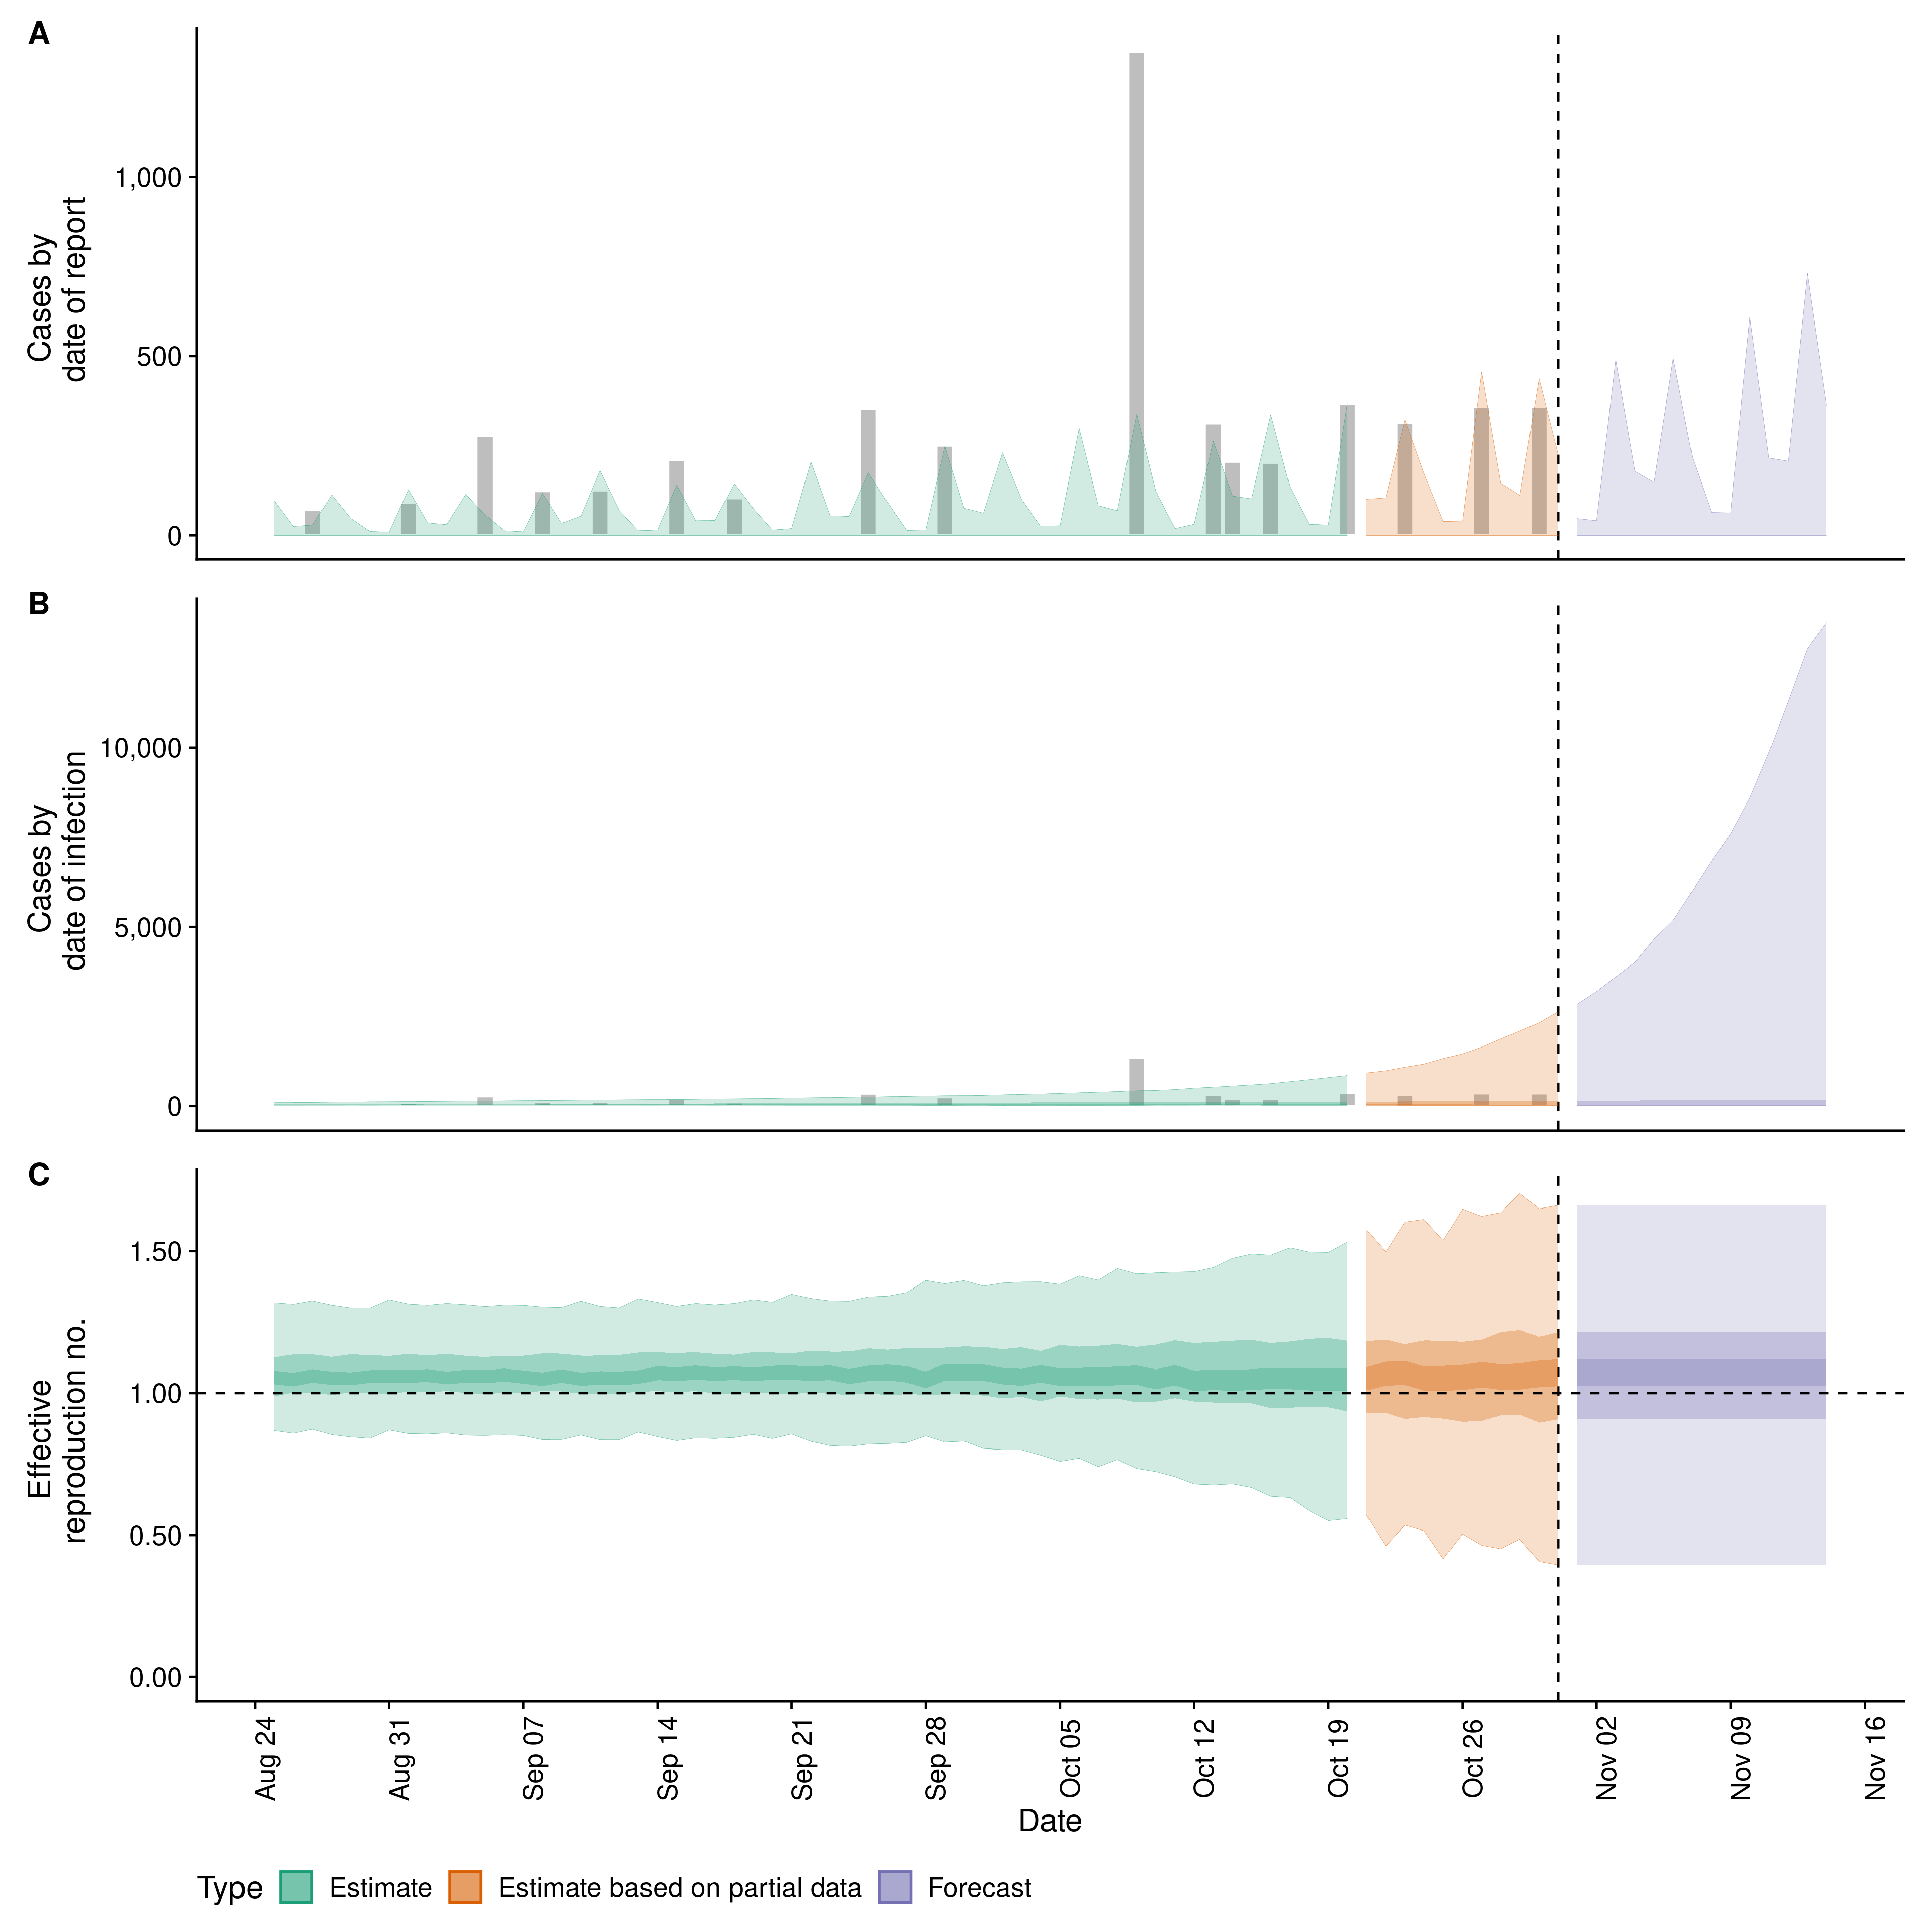 A
Cases by
date of report
1,000
500
0
B
Cases by
date of infection
10,000
5,000
0
C
Effective
reproduction no.
1.50
1.00
0.50
0.00
Aug 24
Aug 31
Sep 07
Sep 14
Sep 21
Sep 28
Oct 05
Oct 12
Oct 19
Oct 26
Nov 02
Nov 09
Nov 16
Date
Type Estimate Estimate based on partial data Forecast